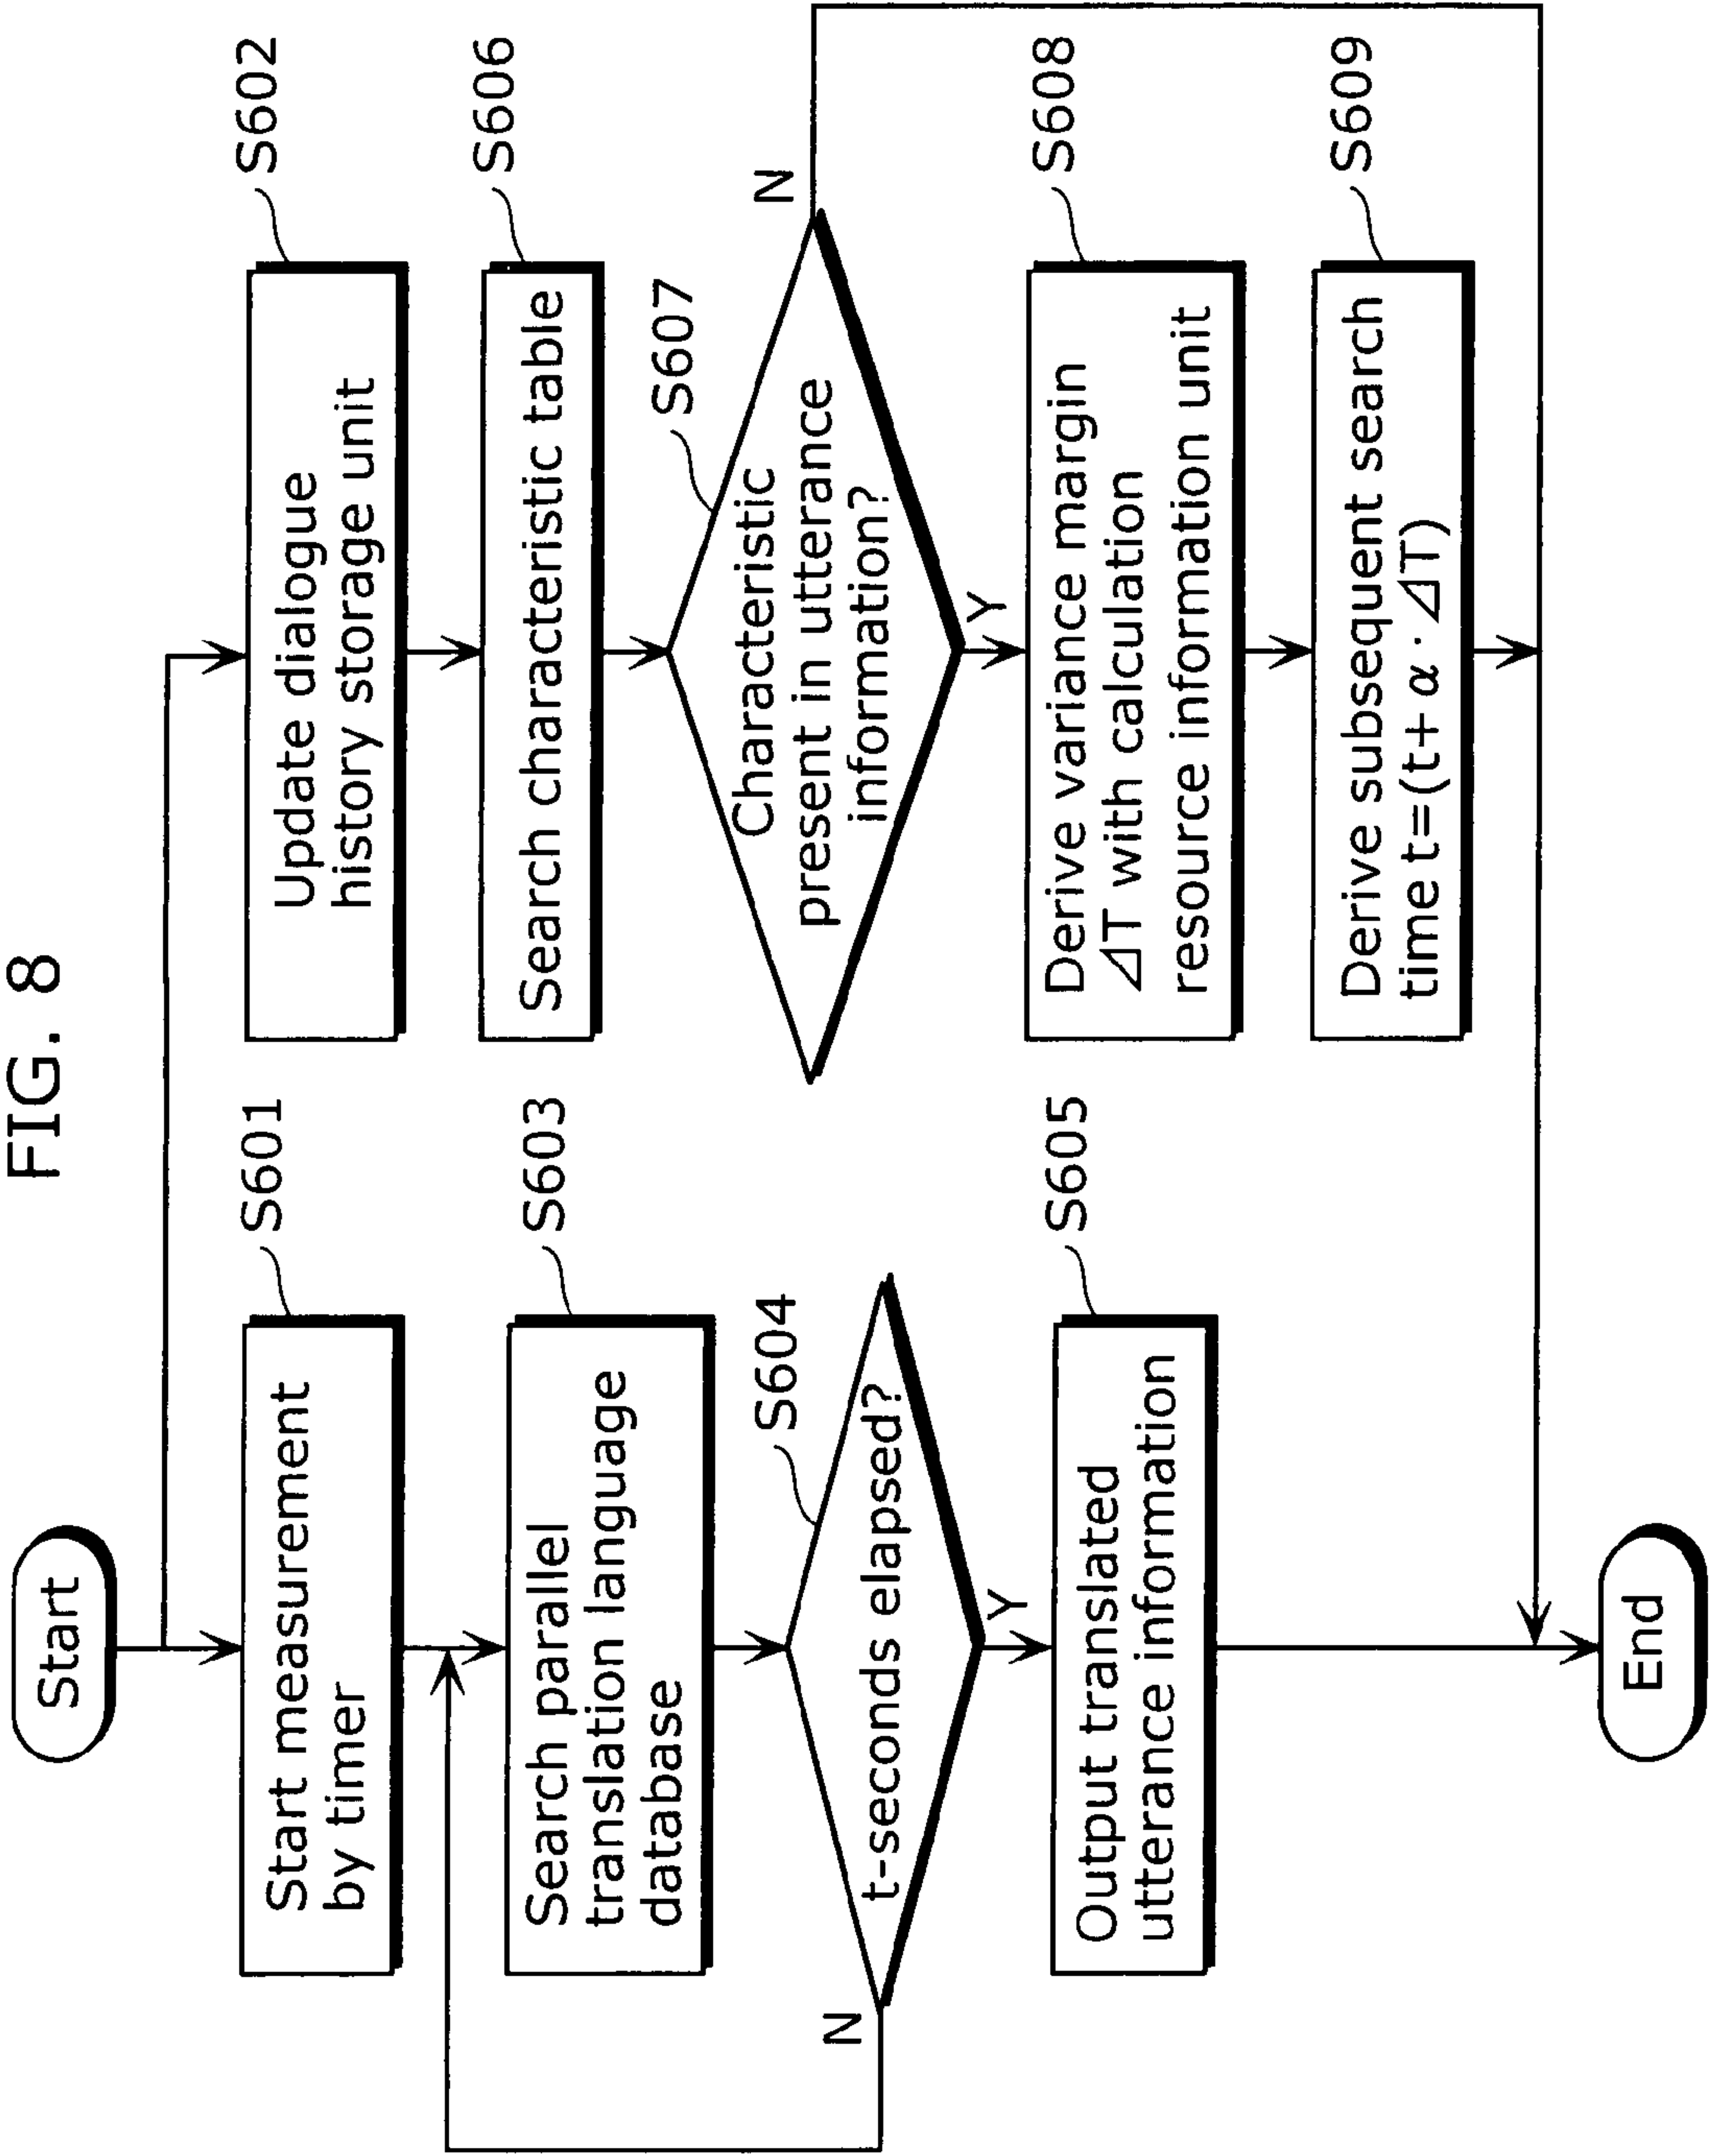 FIG. 8
Start
S601
Start measurement
by timer
S603
Search parallel
translation language
database
S604
t-seconds elapsed?
N
Y
S605
Output translated
utterance information
End
S602
Update dialogue
history storage unit
S606
Search characteristic table
S607
Characteristic
present in utterance
information?
N
Y
S608
Derive variance margin
ΔT with calculation
resource information unit
S609
Derive subsequent search
time t=(t+α·ΔT)